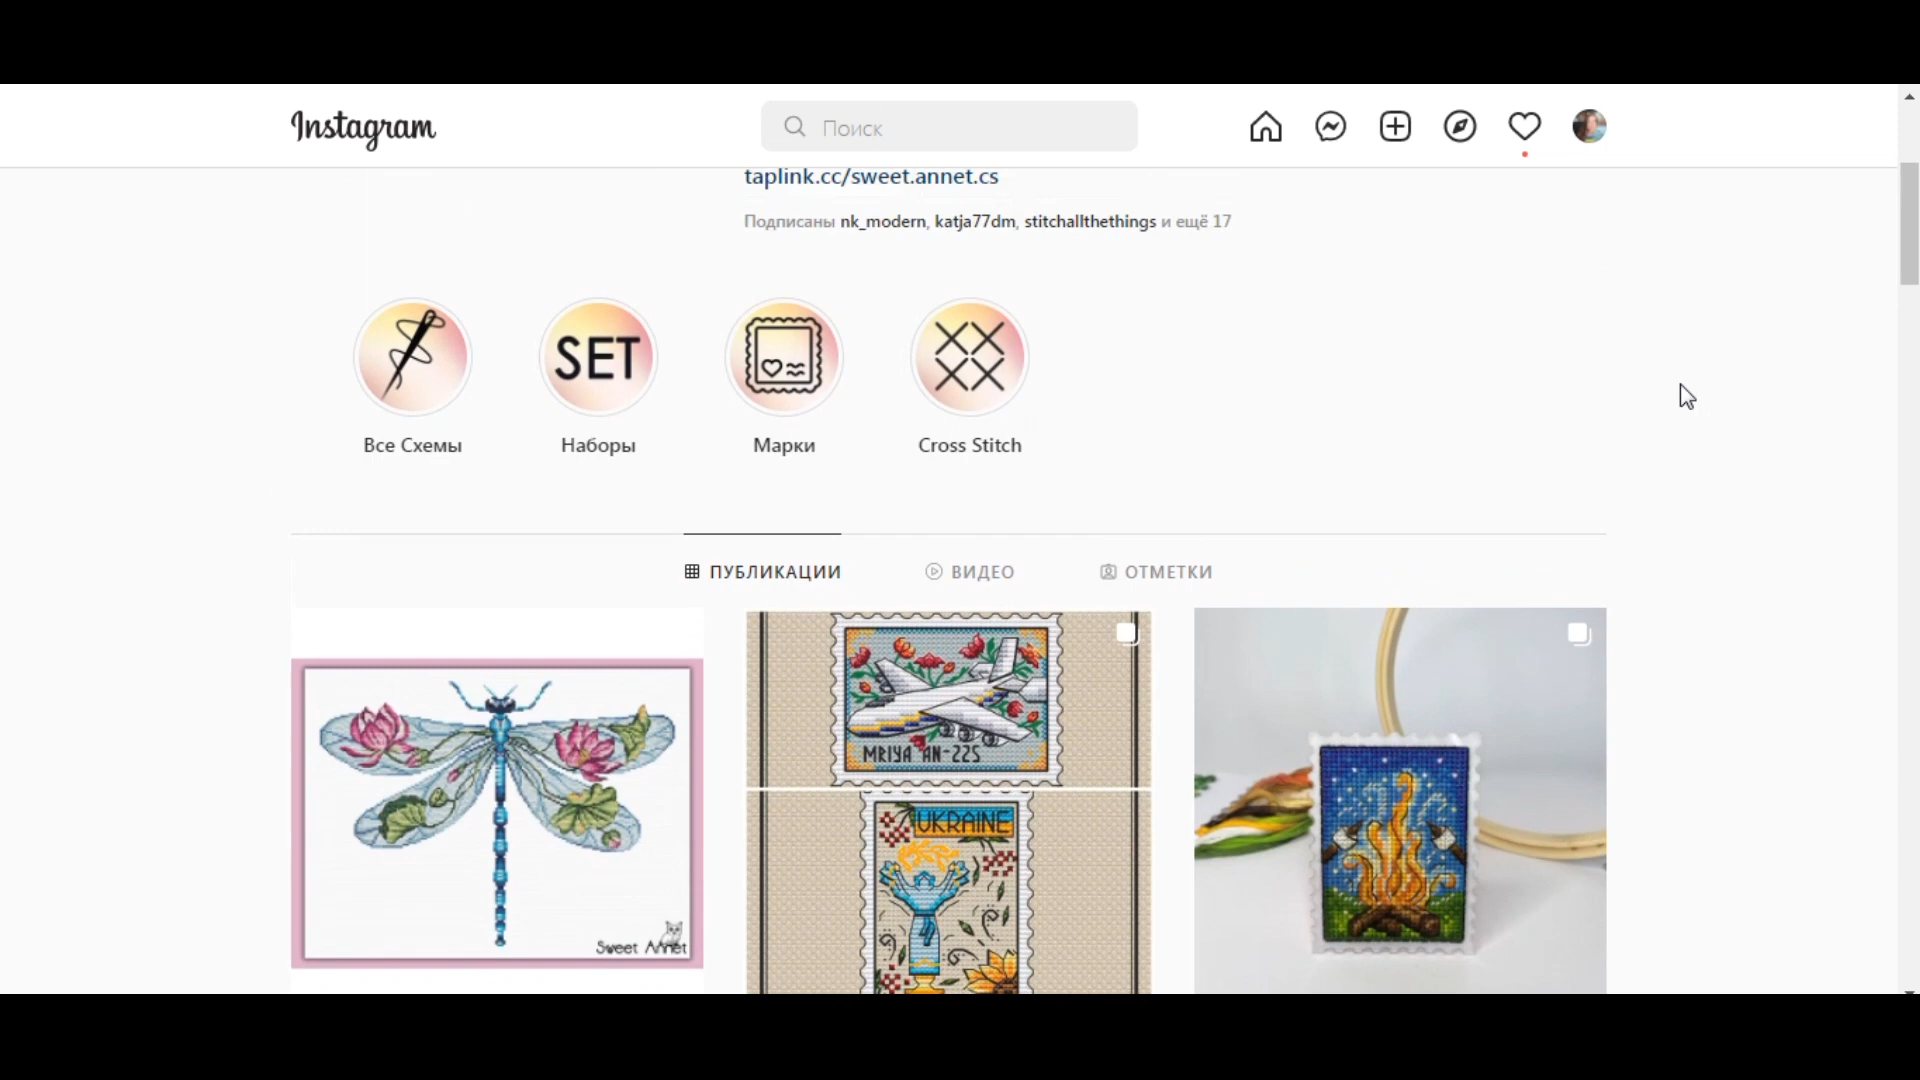 Instagram
Поиск
taplink.cc/sweet.annet.cs
Подписаны nk_modern, katja77dm, stitchallthethings и ещё 17
SET
Все Схемы
Наборы
Марки
Cross Stitch
ПУБЛИКАЦИИ
ВИДЕО
ОТМЕТКИ
MRIYA AN-225
UKRAINE
Sweet Annet